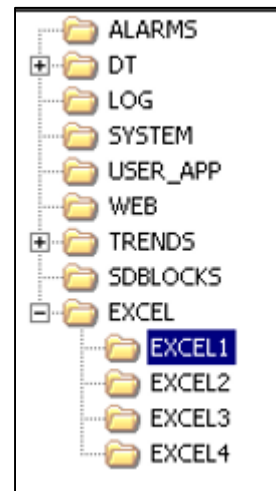 ALARMS
DT
LOG
SYSTEM
USER_APP
WEB
TRENDS
SDBLOCKS
EXCEL
EXCEL1
EXCEL2
EXCEL3
EXCEL4